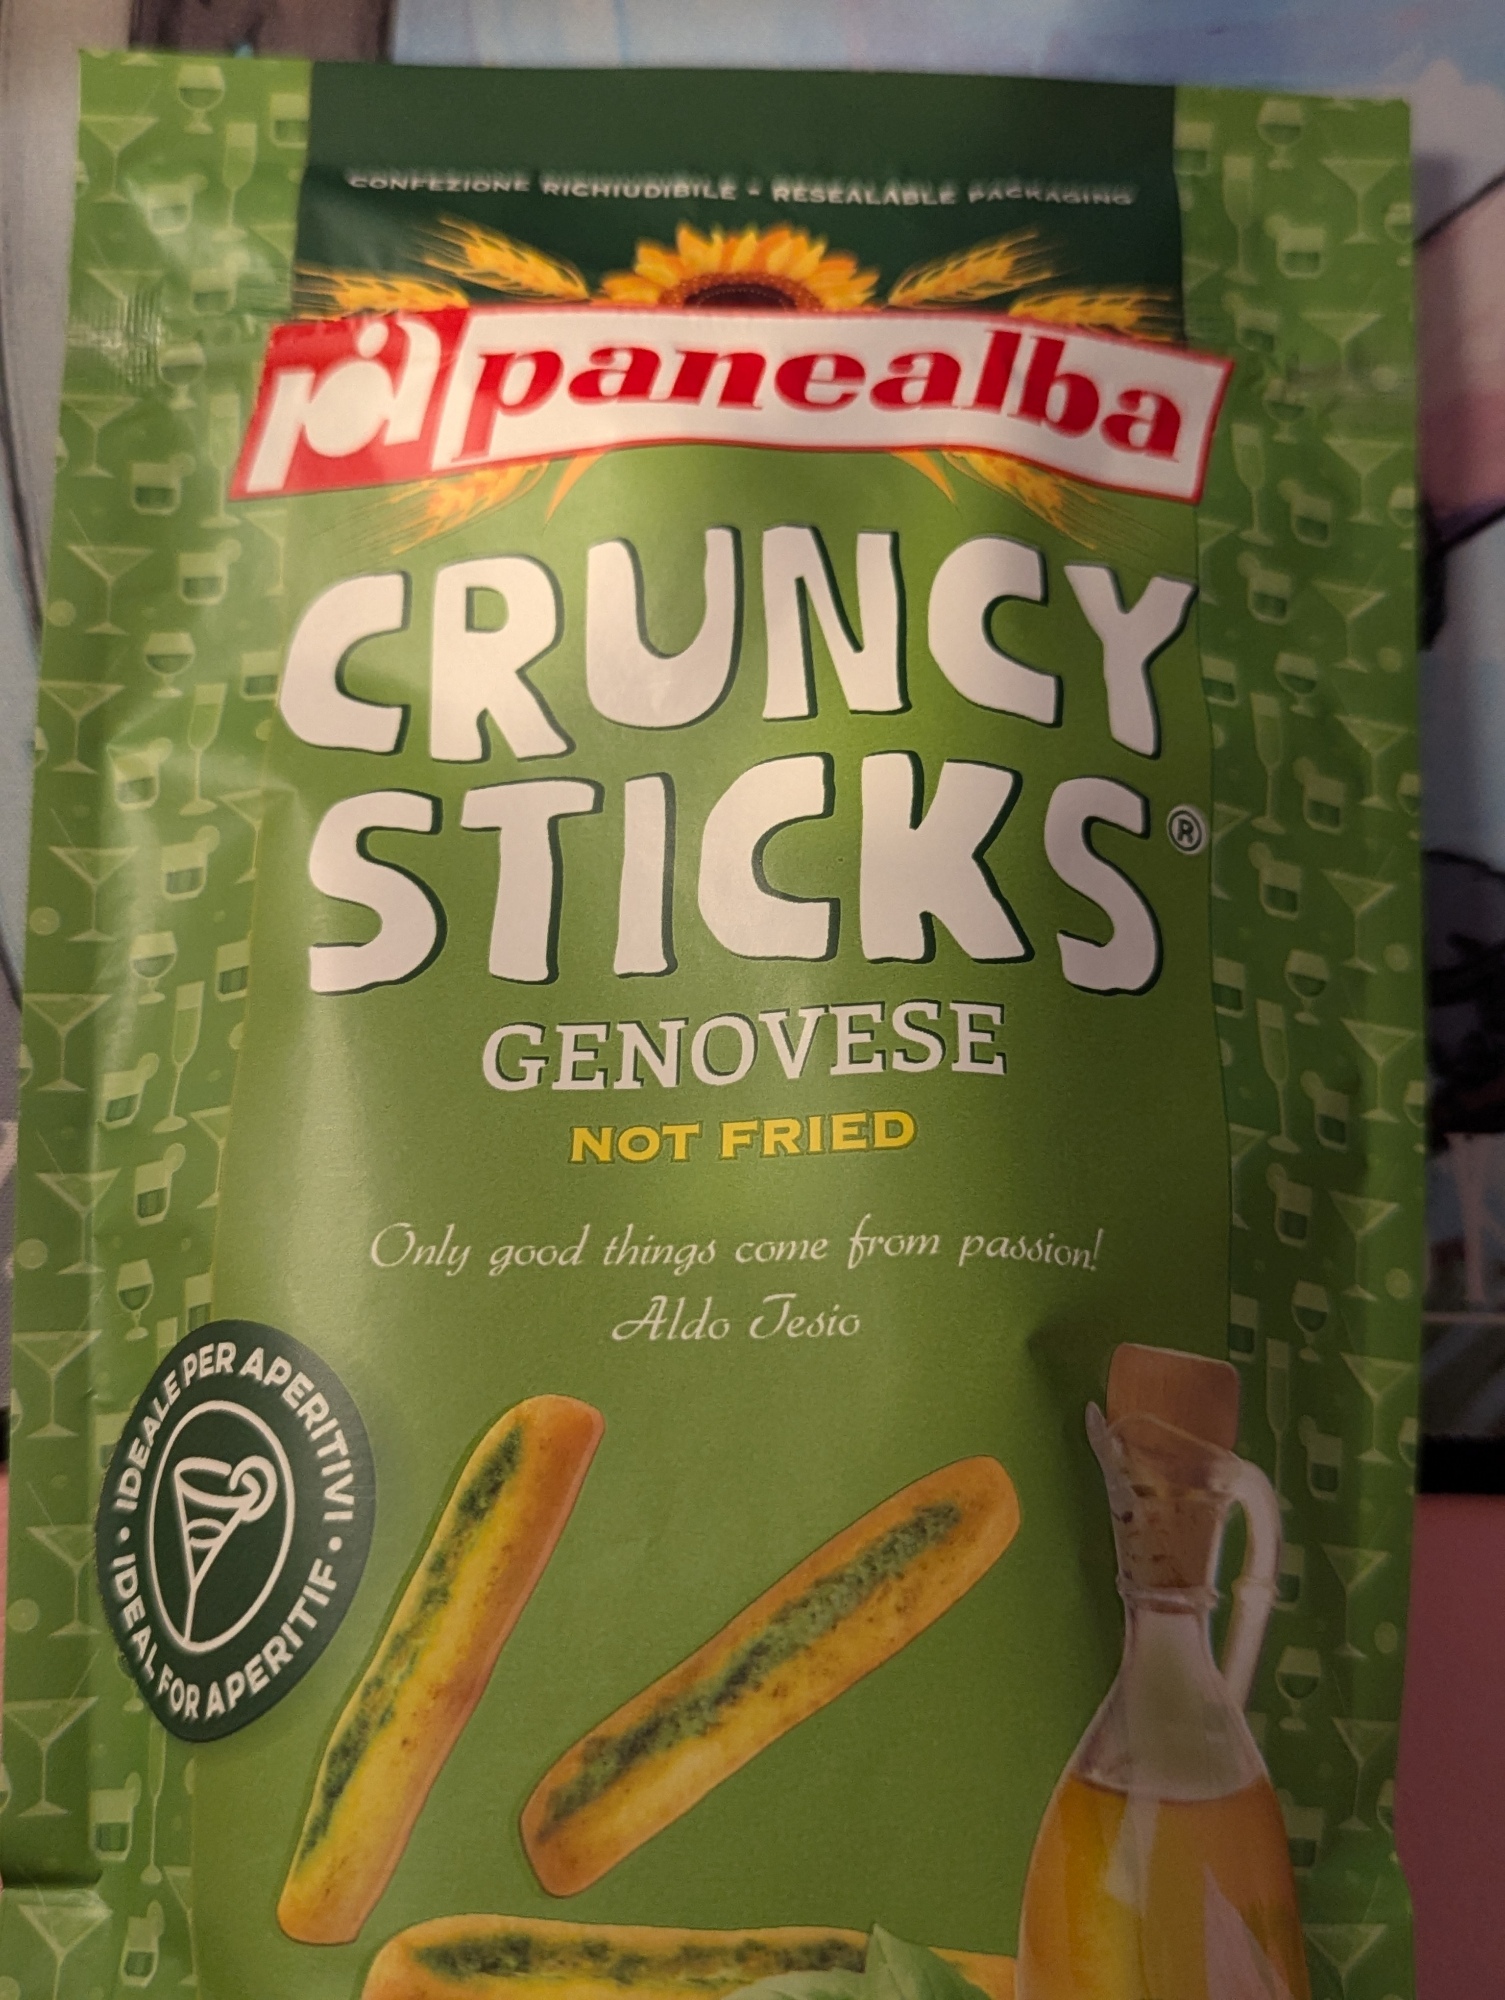 CONFEZIONE RICHIUDIBILE - RESEALABLE PACKAGING
pa panealba
CRUNCY
STICKS®
GENOVESE
NOT FRIED
Only good things come from passion!
Aldo Tesio
IDEALE PER APERITIVI •
IDEAL FOR APERITIF •